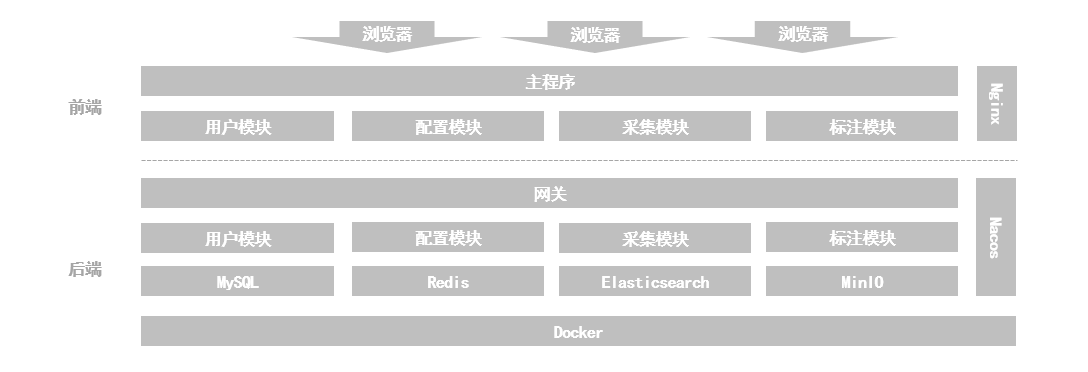 浏览器 浏览器 浏览器
主程序
前端
用户模块 配置模块 采集模块 标注模块
Nginx
网关
用户模块 配置模块 采集模块 标注模块
Nacos
后端
MySQL Redis Elasticsearch MinIO
Docker